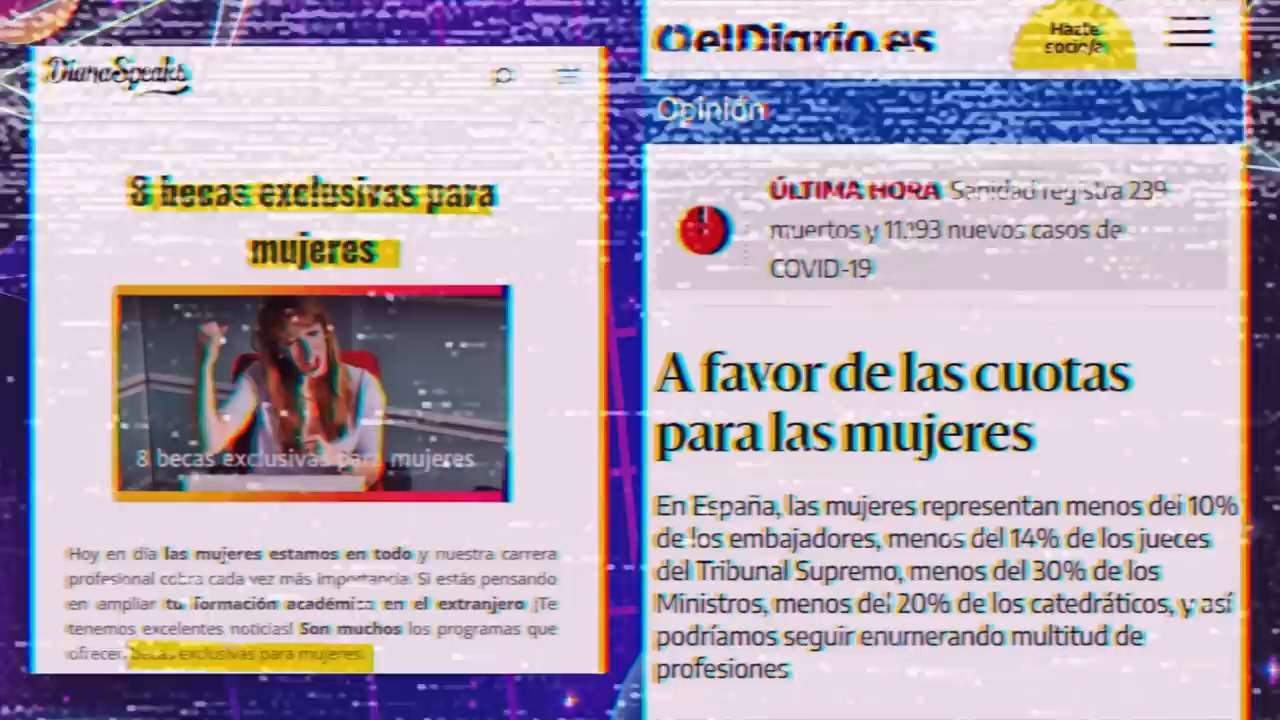 DianaSpeaks
8 becas exclusivas para
mujeres
8 becas exclusivas para mujeres
Hoy en día las mujeres estamos en todo y nuestra carrera
profesional cobra cada vez más importancia. Si estás pensando
en ampliar tu formación académica en el extranjero ¡Te
tenemos excelentes noticias! Son muchos los programas que
ofrecen becas exclusivas para mujeres.
elDiario.es
Hazte
socio/a
Opinión
ÚLTIMA HORA Sanidad registra 239
muertos y 11.193 nuevos casos de
COVID-19
A favor de las cuotas
para las mujeres
En España, las mujeres representan menos del 10%
de los embajadores, menos del 14% de los jueces
del Tribunal Supremo, menos del 30% de los
Ministros, menos del 20% de los catedráticos, y así
podríamos seguir enumerando multitud de
profesiones